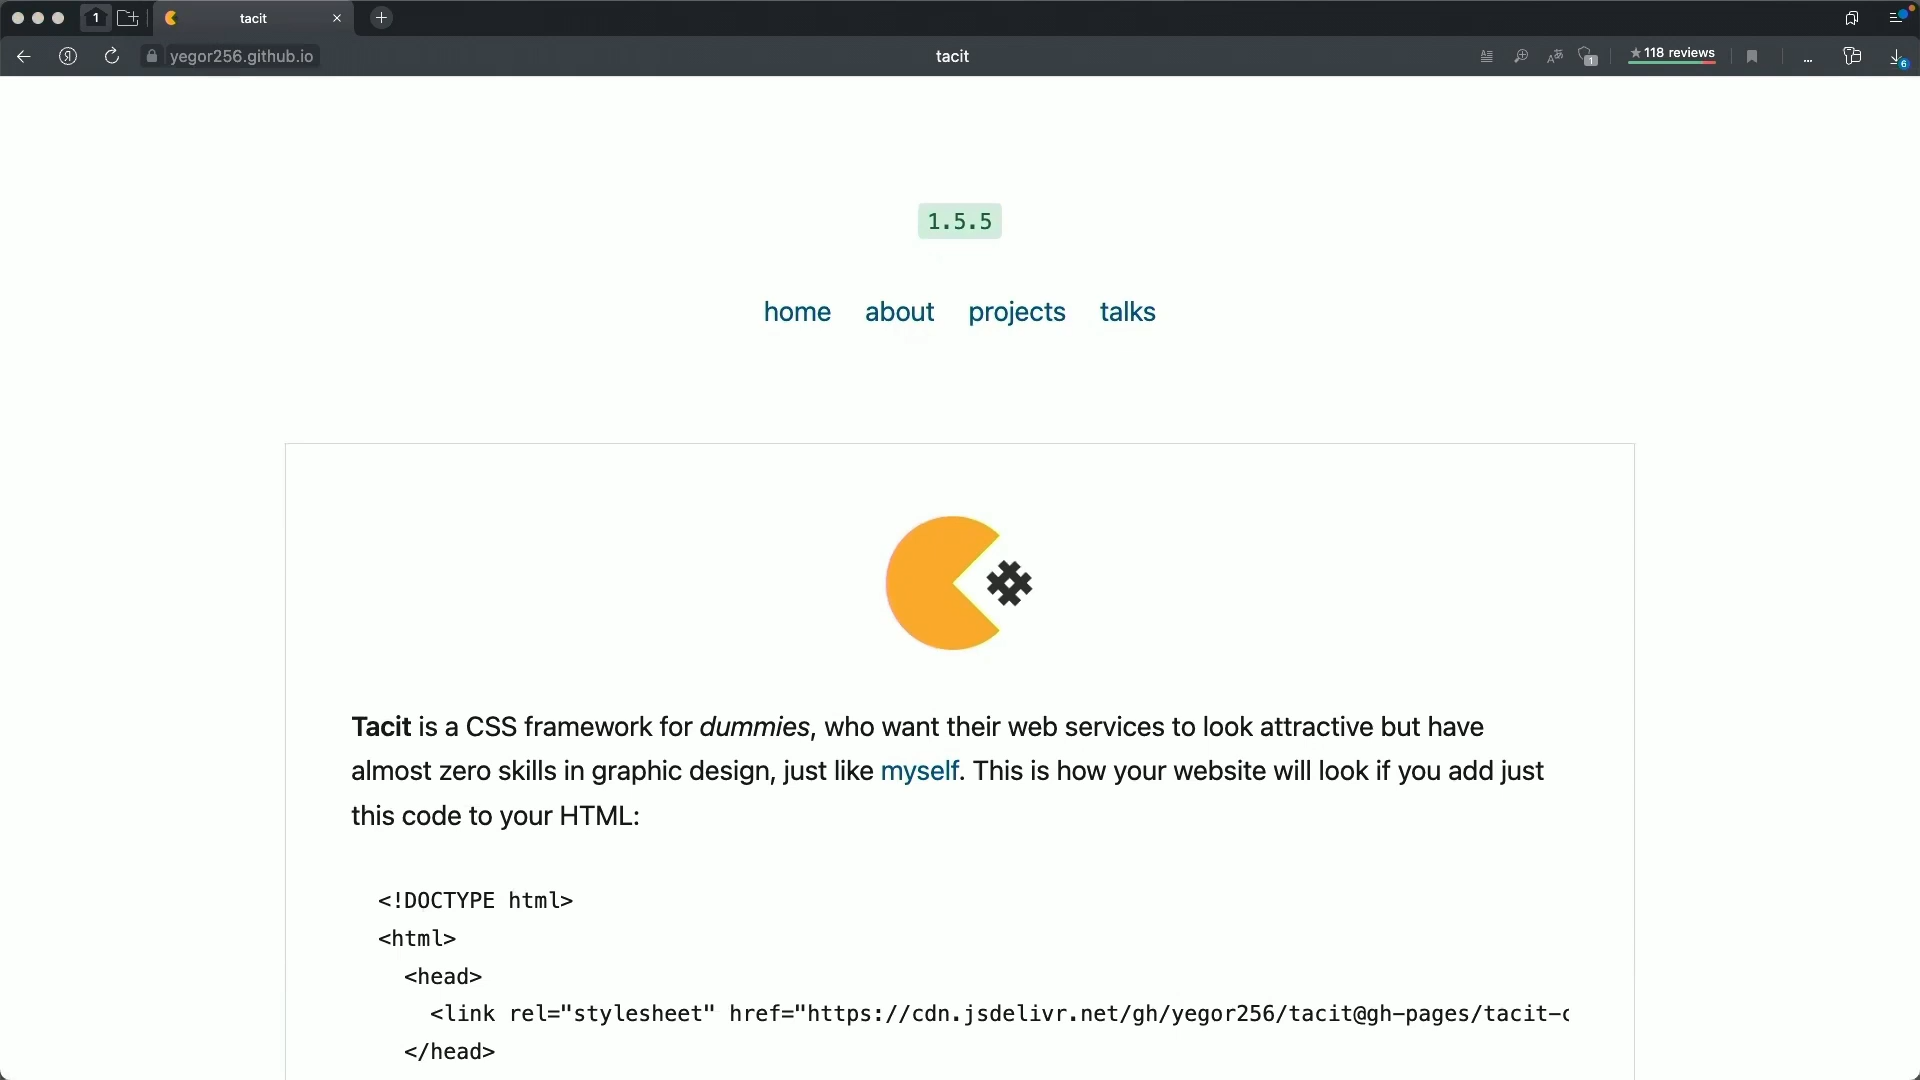 1
tacit
yegor256.github.io
tacit
1
★118 reviews
6
1.5.5
home about projects talks
Tacit is a CSS framework for dummies, who want their web services to look attractive but have
almost zero skills in graphic design, just like myself. This is how your website will look if you add just
this code to your HTML:
<!DOCTYPE html>
<html>
<head>
<link rel="stylesheet" href="https://cdn.jsdelivr.net/gh/yegor256/tacit@gh-pages/tacit-c
</head>